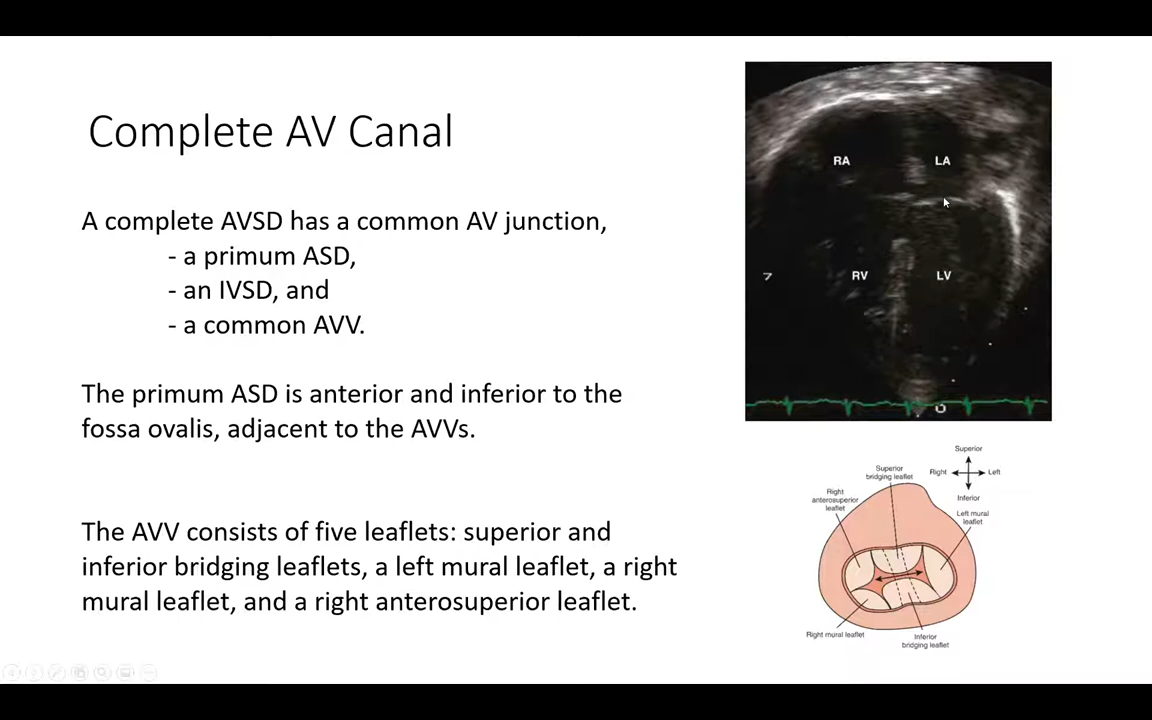 Complete AV Canal
A complete AVSD has a common AV junction,
- a primum ASD,
- an IVSD, and
- a common AVV.
The primum ASD is anterior and inferior to the
fossa ovalis, adjacent to the AVVs.
The AVV consists of five leaflets: superior and
inferior bridging leaflets, a left mural leaflet, a right
mural leaflet, and a right anterosuperior leaflet.
RA LA
RV LV
7
Superior
Right Left
Inferior
Superior
bridging leaflet
Right
anterosuperior
leaflet
Left mural
leaflet
Right mural leaflet
Inferior
bridging leaflet